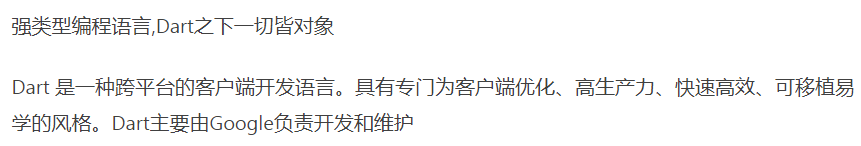 强类型编程语言,Dart之下一切皆对象
Dart 是一种跨平台的客户端开发语言。具有专门为客户端优化、高生产力、快速高效、可移植易
学的风格。Dart主要由Google负责开发和维护